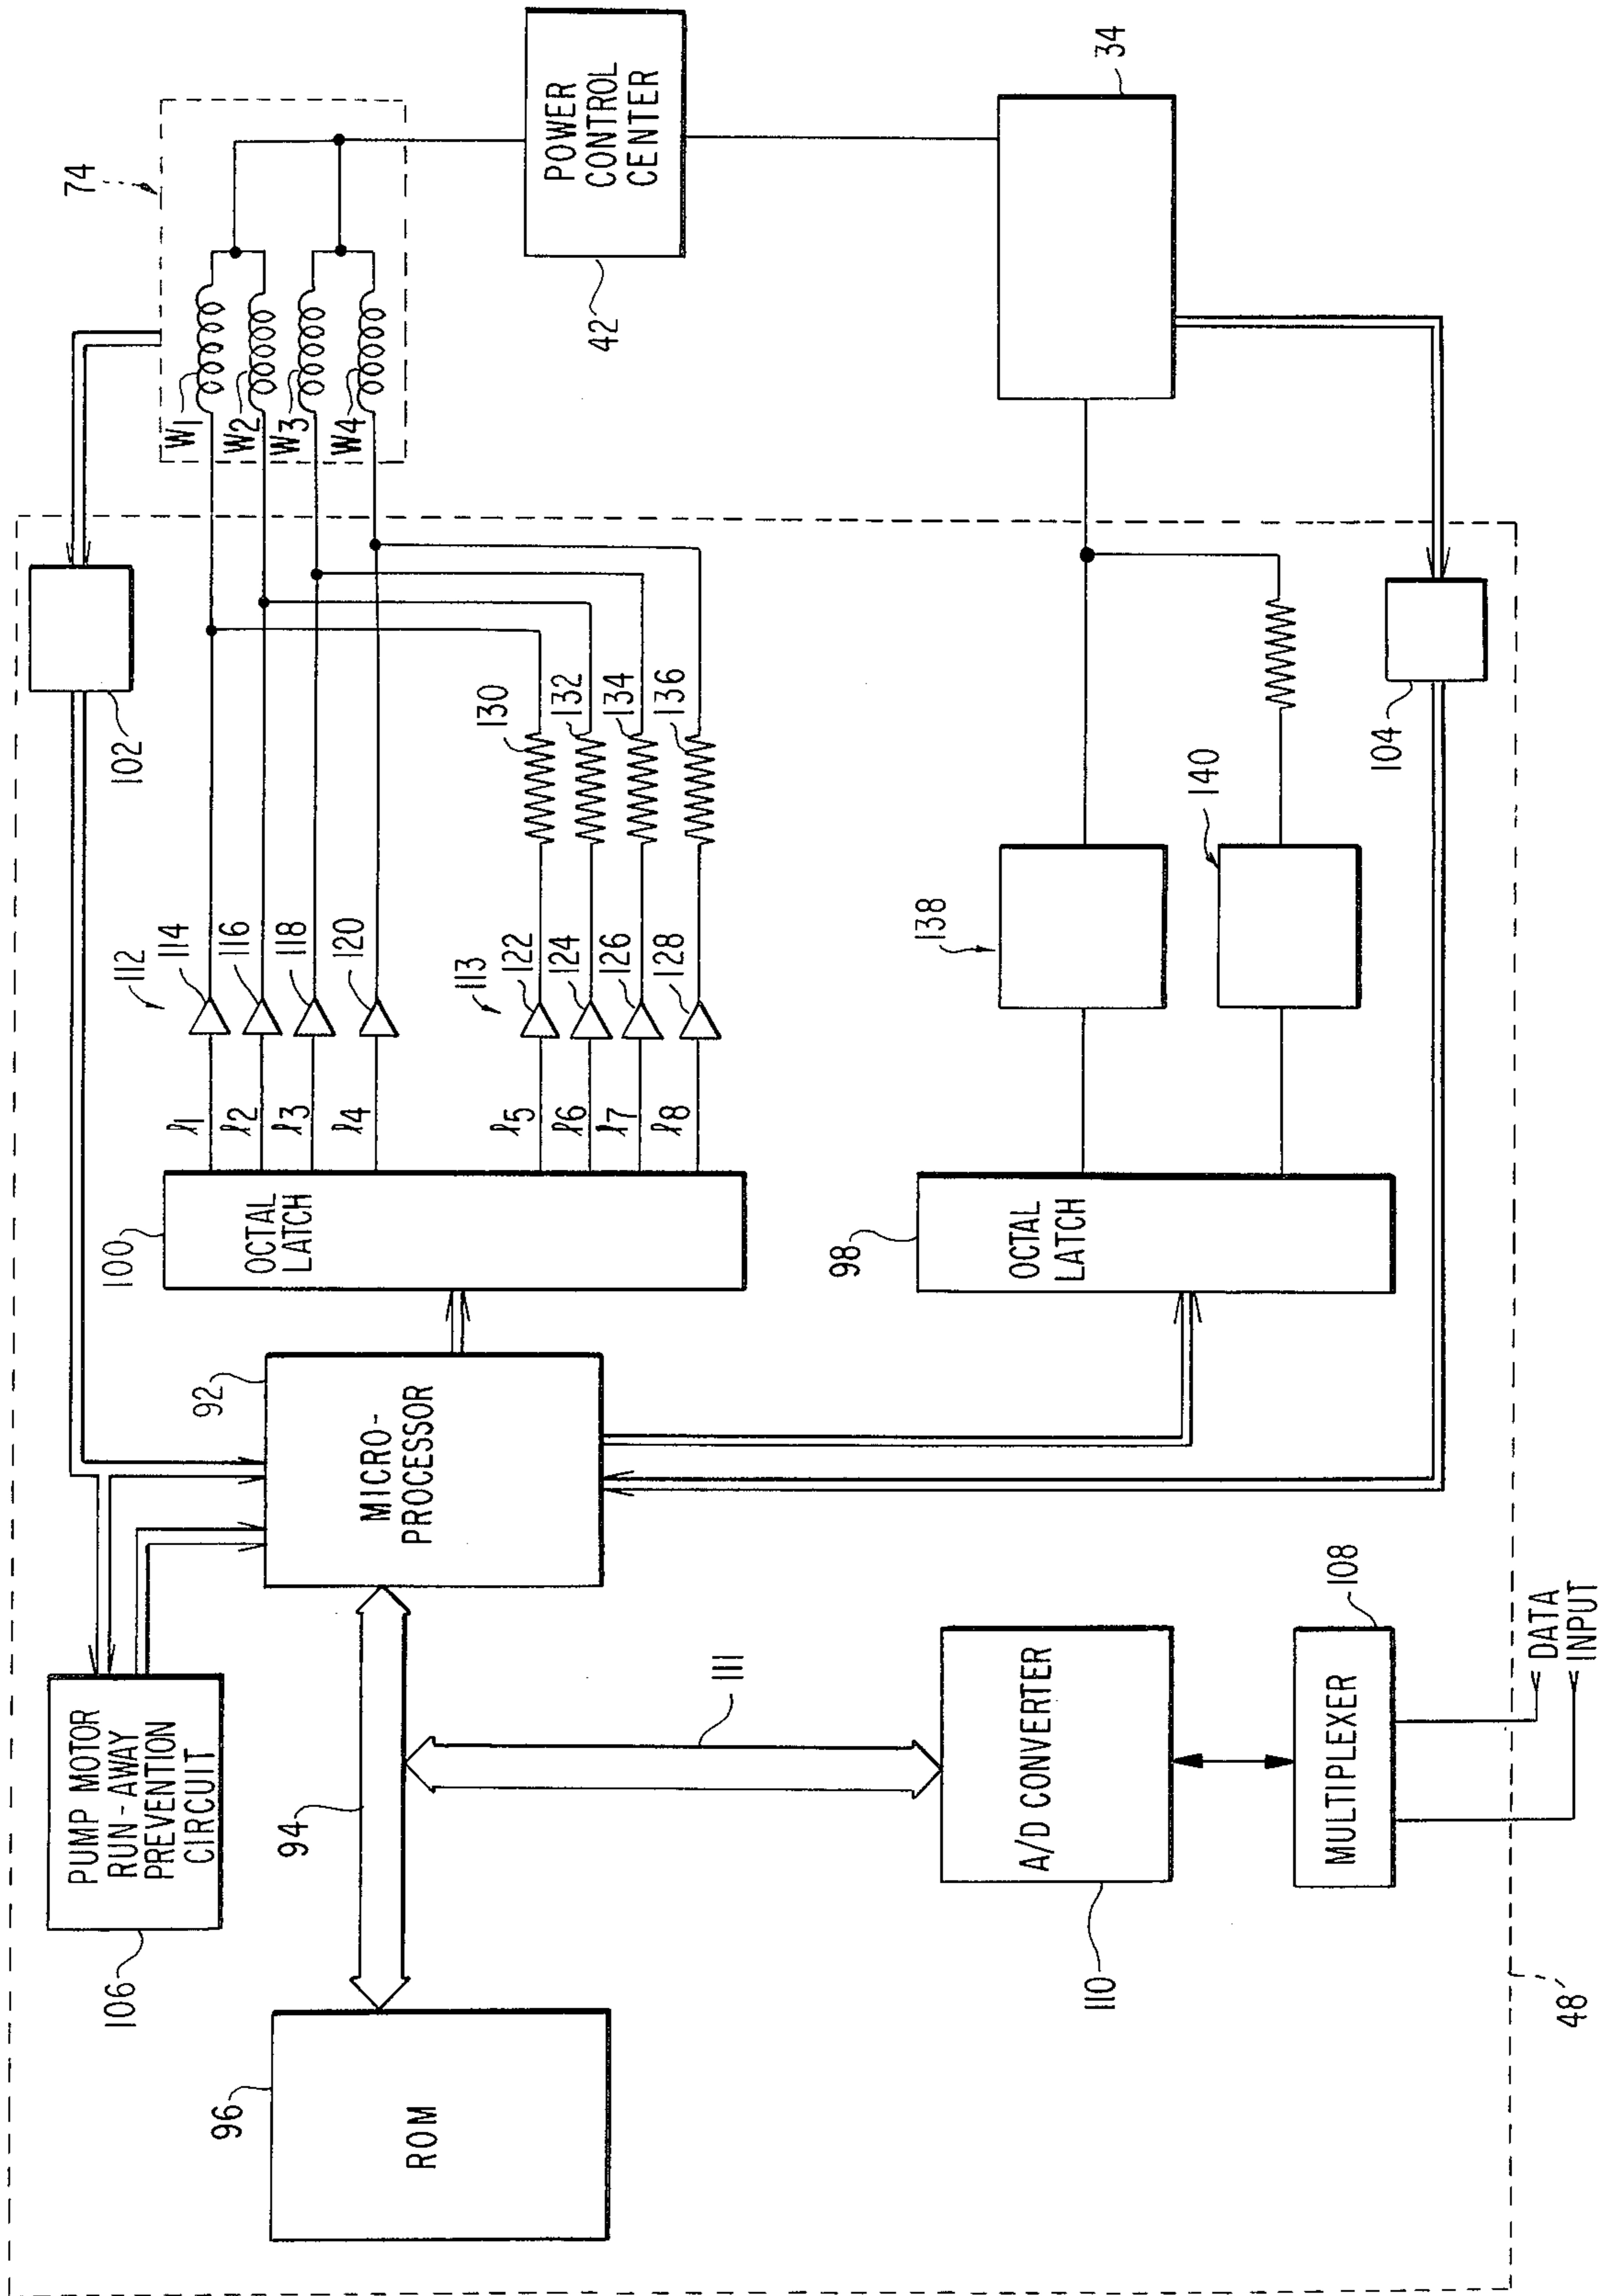 74
W1
W2
W3
W4
POWER
CONTROL
CENTER
42
34
102
112
114
116
118
120
130
132
134
136
113
122
124
126
128
ℓ1
ℓ2
ℓ3
ℓ4
ℓ5
ℓ6
ℓ7
ℓ8
100
OCTAL
LATCH
138
140
104
98
OCTAL
LATCH
92
MICRO-
PROCESSOR
PUMP MOTOR
RUN-AWAY
PREVENTION
CIRCUIT
106
94
111
A/D CONVERTER
110
108
MULTIPLEXER
DATA
INPUT
96
ROM
48